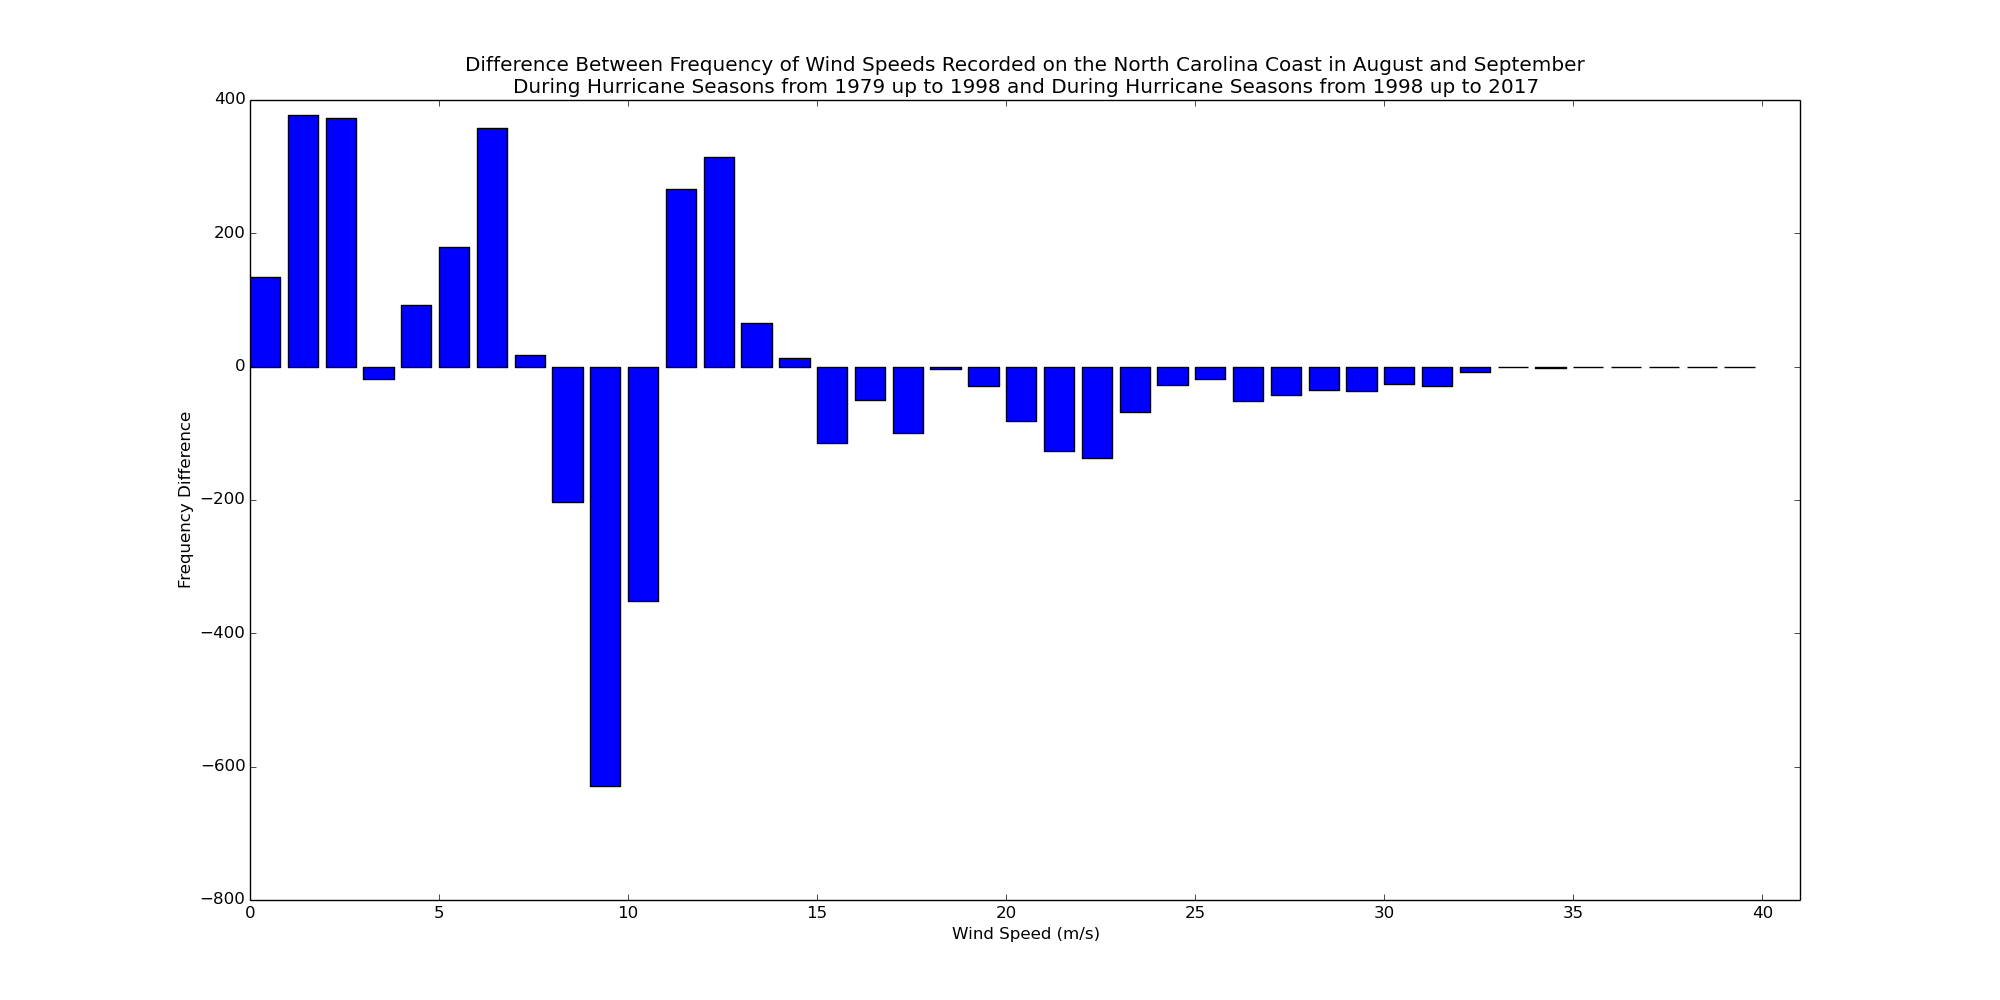 Difference Between Frequency of Wind Speeds Recorded on the North Carolina Coast in August and September
During Hurricane Seasons from 1979 up to 1998 and During Hurricane Seasons from 1998 up to 2017
400
200
0
−200
−400
−600
−800
Frequency Difference
0 5 10 15 20 25 30 35 40
Wind Speed (m/s)